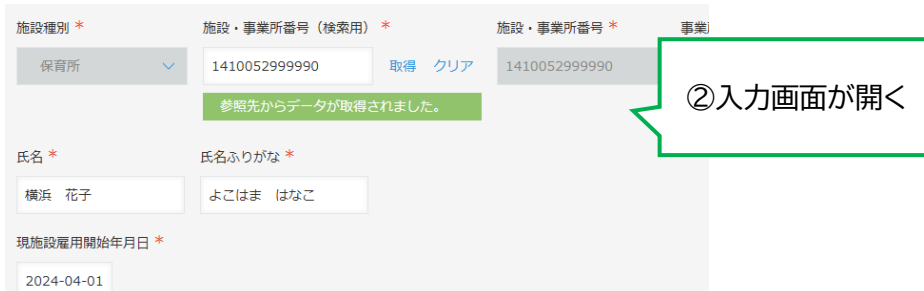 施設種別 *
施設・事業所番号（検索用） *
施設・事業所番号 *
保育所
1410052999990
取得 クリア
1410052999990
参照先からデータが取得されました。
②入力画面が開く
氏名 *
氏名ふりがな *
横浜　花子
よこはま　はなこ
現施設雇用開始年月日 *
2024-04-01